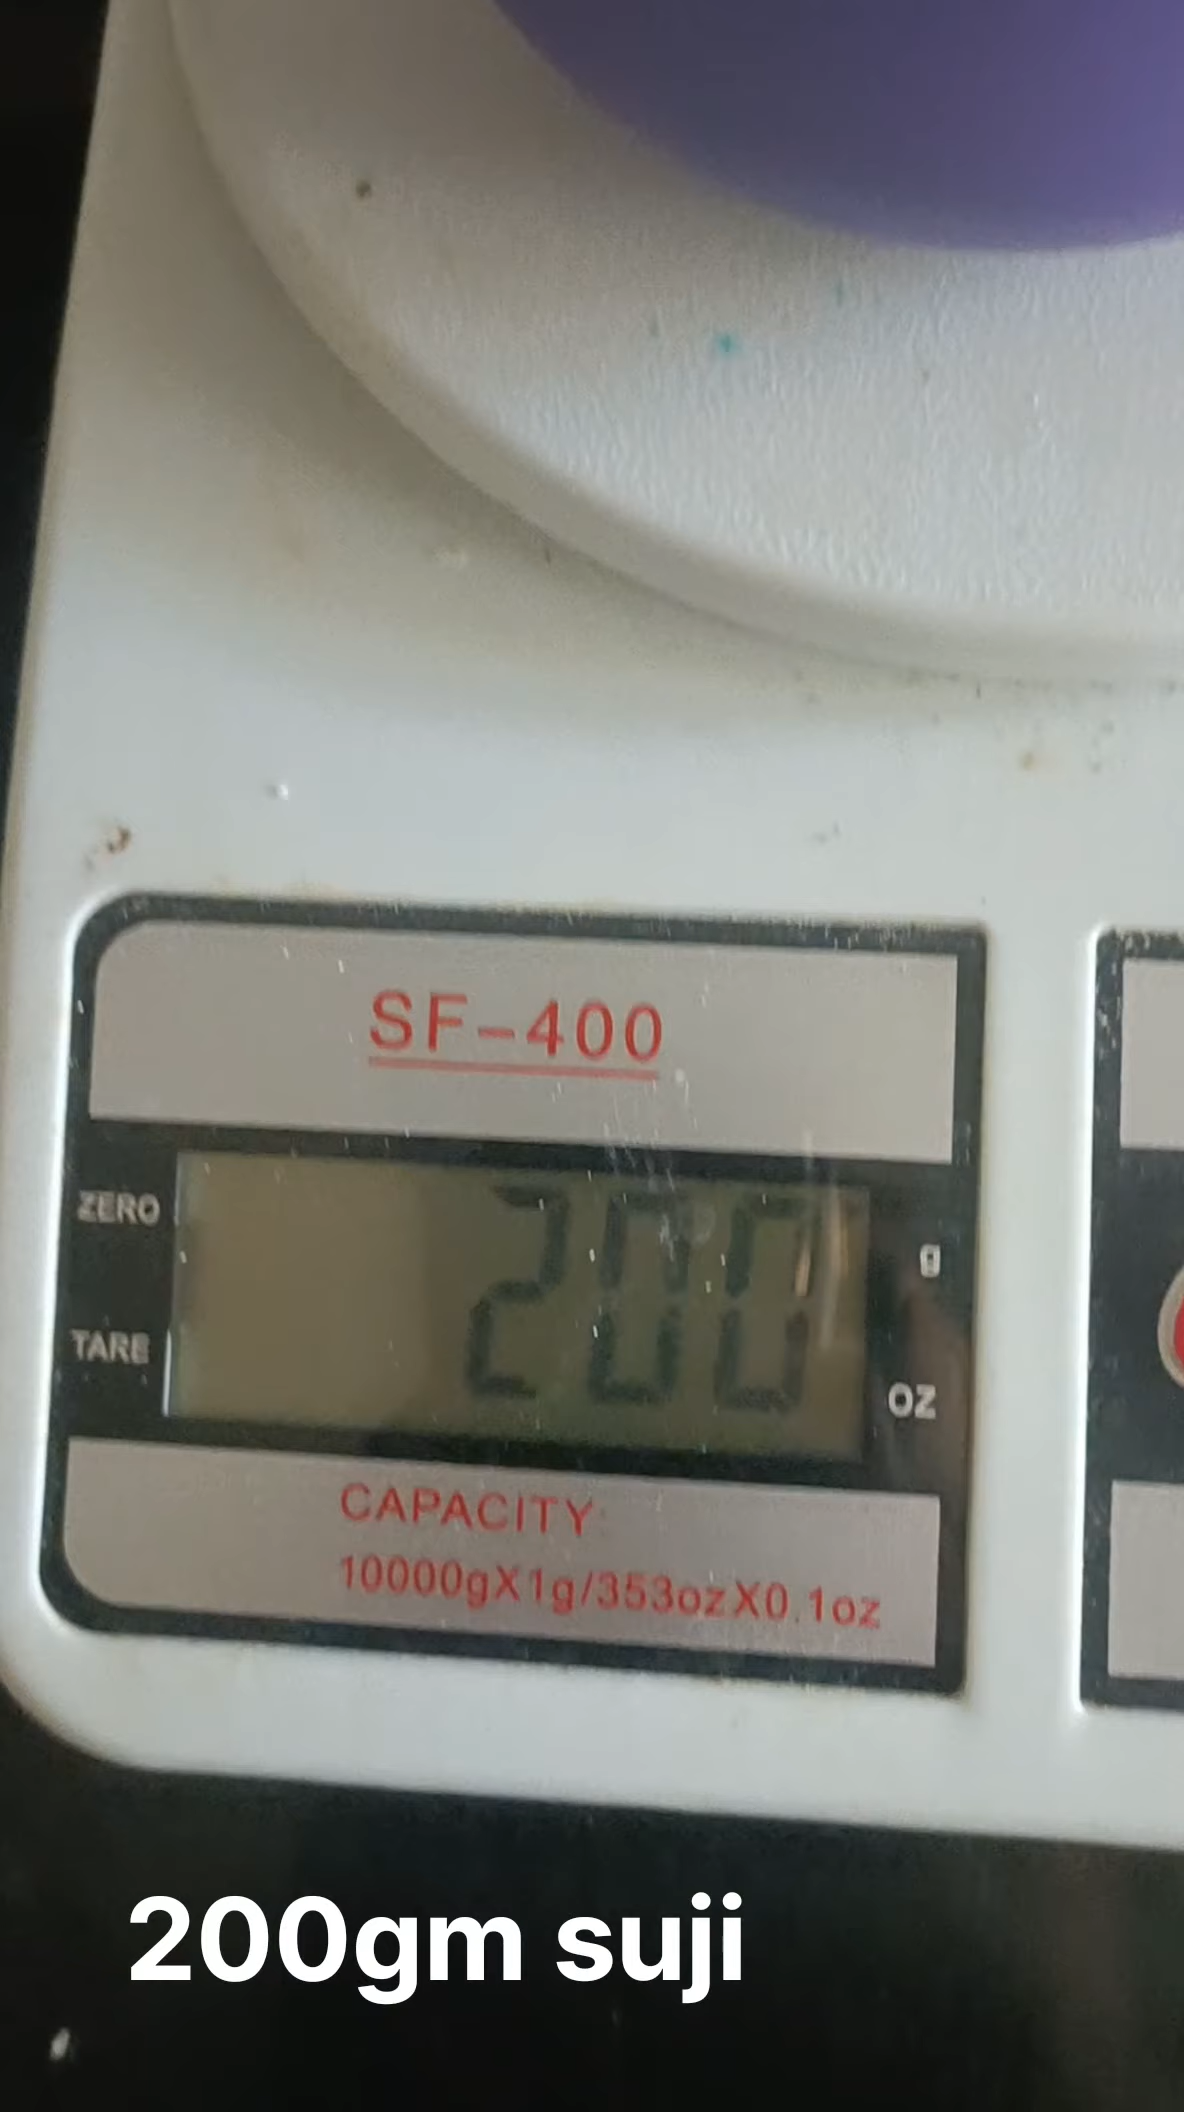 SF-400
ZERO
200
g
TARE
oz
CAPACITY:
10000gX1g/353ozX0.1oz
200gm suji